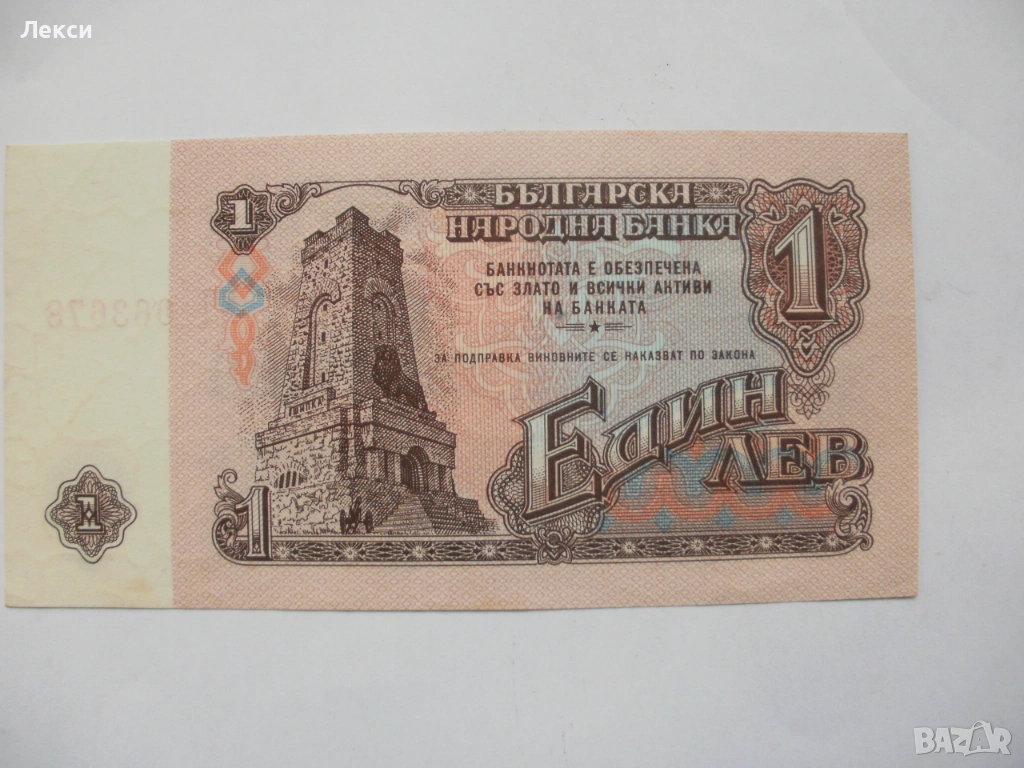 Лекси
1
БЪЛГАРСКА
НАРОДНА БАНКА
1
БАНКНОТАТА Е ОБЕЗПЕЧЕНА
СЪС ЗЛАТО И ВСИЧКИ АКТИВИ
НА БАНКАТА
ЗА ПОДПРАВКА ВИНОВНИТЕ СЕ НАКАЗВАТ ПО ЗАКОНА
ЕДИН
ЛЕВ
1
1
BAZAR